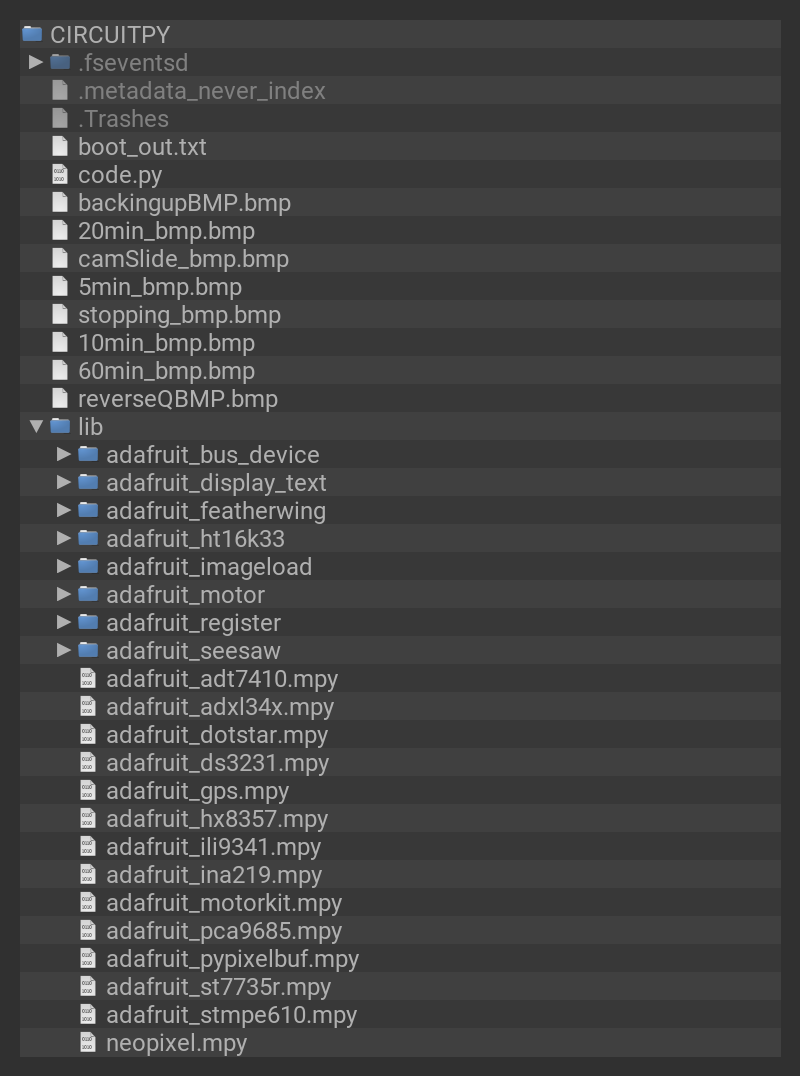 CIRCUITPY
.fseventsd
.metadata_never_index
.Trashes
boot_out.txt
code.py
backingupBMP.bmp
20min_bmp.bmp
camSlide_bmp.bmp
5min_bmp.bmp
stopping_bmp.bmp
10min_bmp.bmp
60min_bmp.bmp
reverseQBMP.bmp
lib
adafruit_bus_device
adafruit_display_text
adafruit_featherwing
adafruit_ht16k33
adafruit_imageload
adafruit_motor
adafruit_register
adafruit_seesaw
adafruit_adt7410.mpy
adafruit_adxl34x.mpy
adafruit_dotstar.mpy
adafruit_ds3231.mpy
adafruit_gps.mpy
adafruit_hx8357.mpy
adafruit_ili9341.mpy
adafruit_ina219.mpy
adafruit_motorkit.mpy
adafruit_pca9685.mpy
adafruit_pypixelbuf.mpy
adafruit_st7735r.mpy
adafruit_stmpe610.mpy
neopixel.mpy